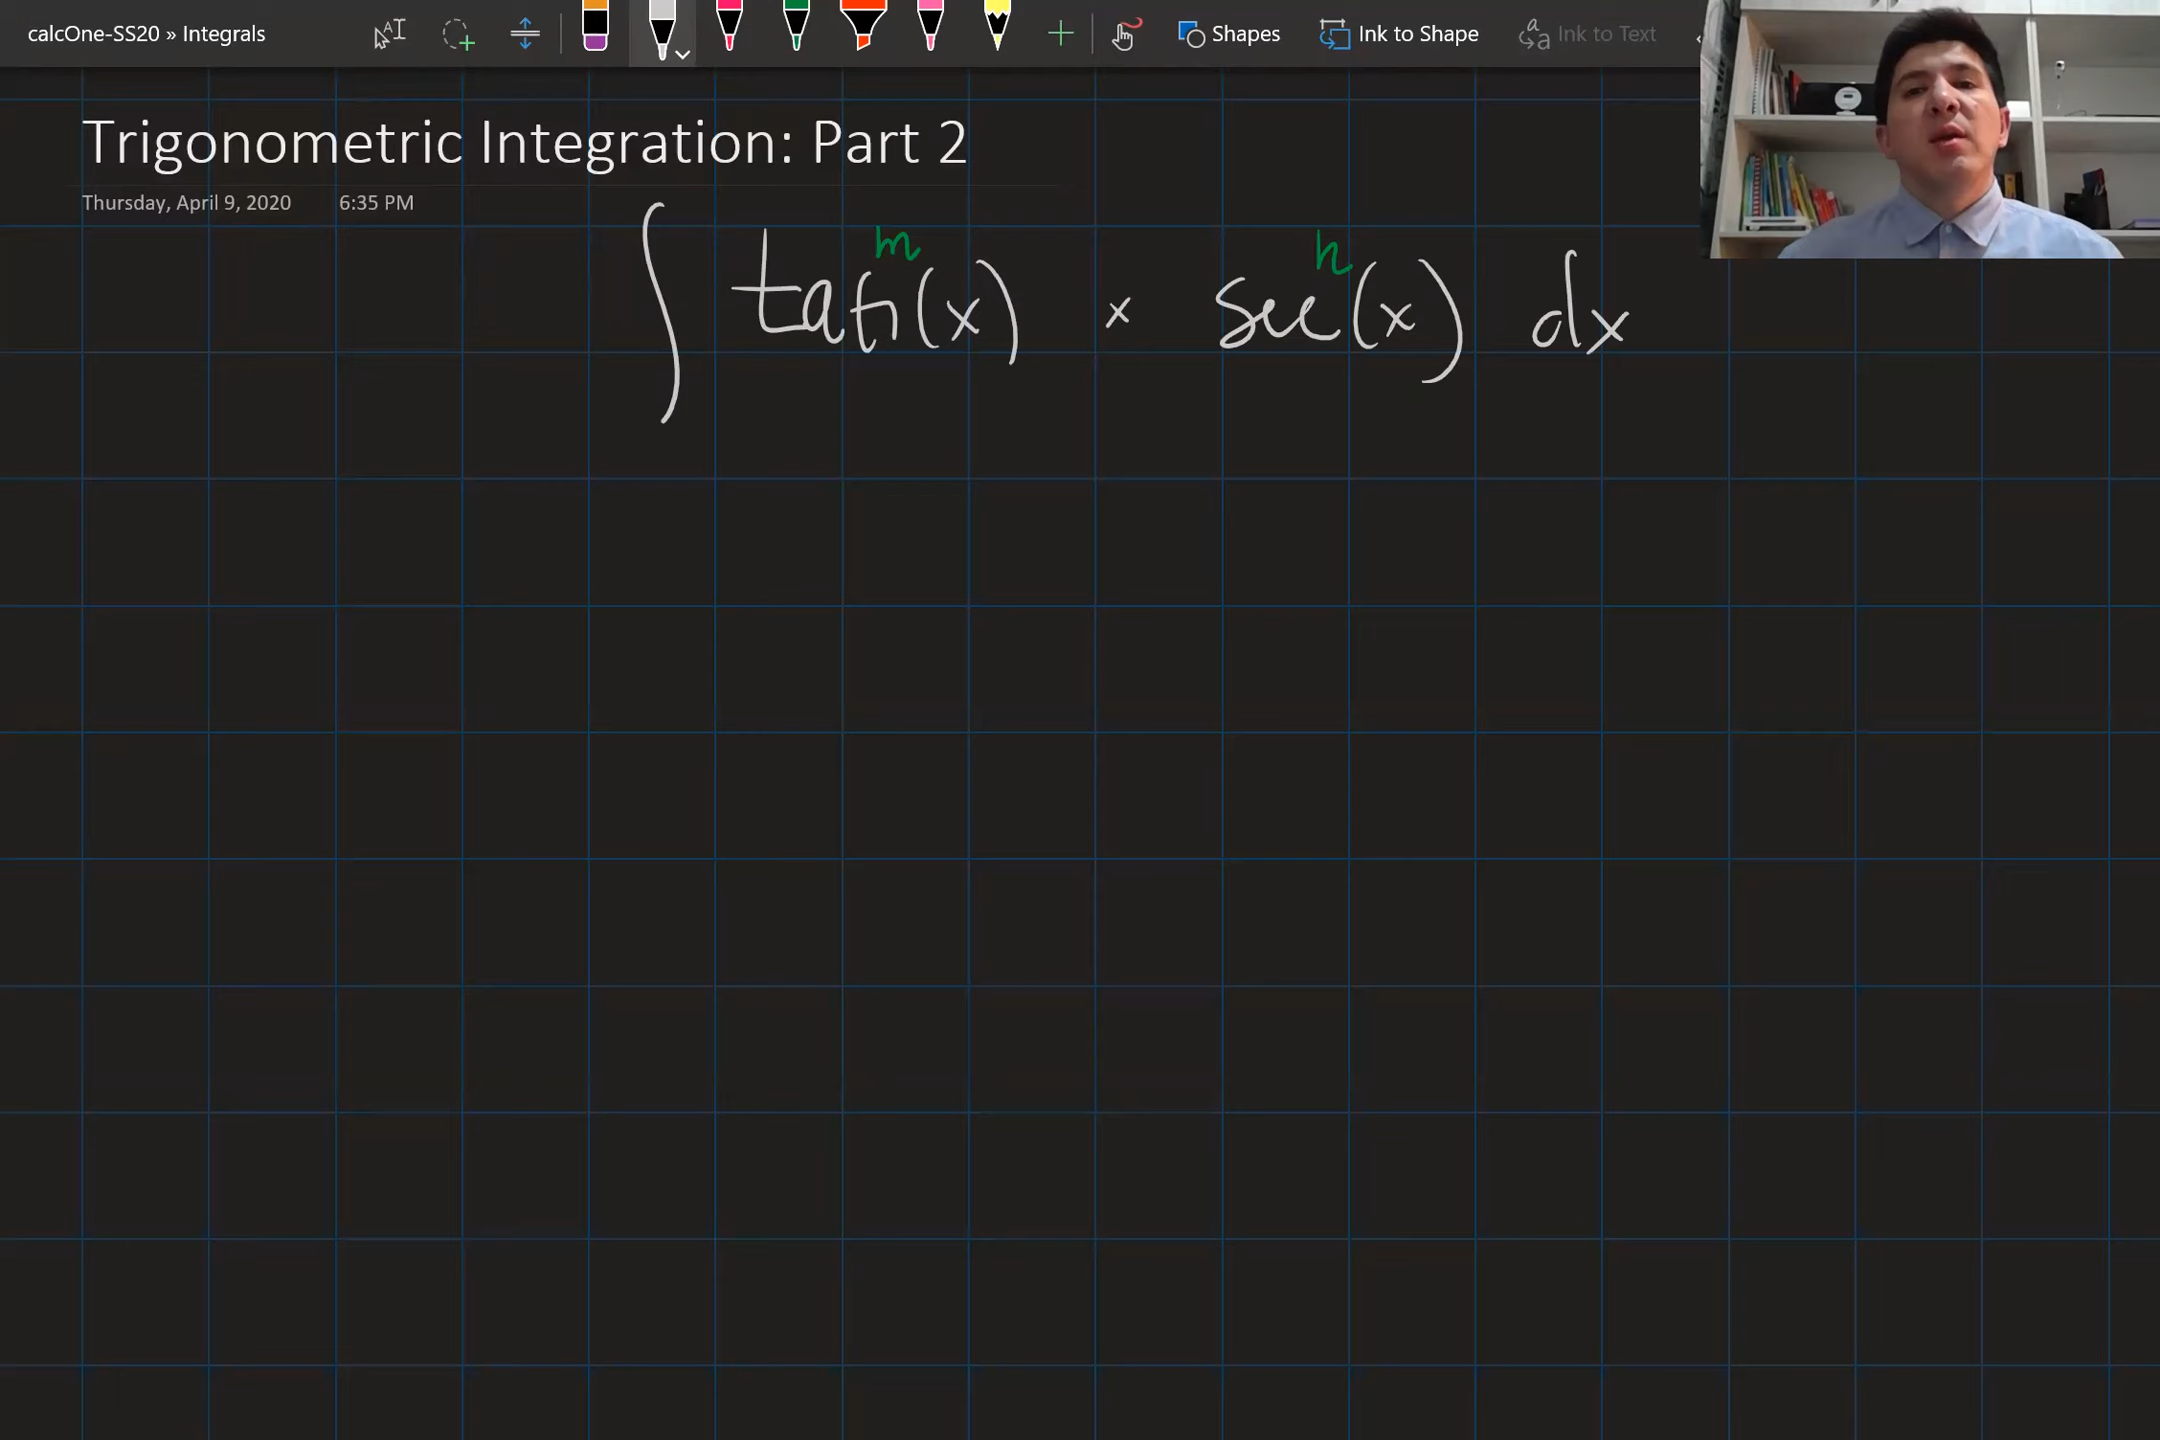 calcOne-SS20 » Integrals Shapes Ink to Shape Ink to Text
Trigonometric Integration: Part 2
Thursday, April 9, 2020 6:35 PM
∫ tanᵐ(x) × secⁿ(x) dx